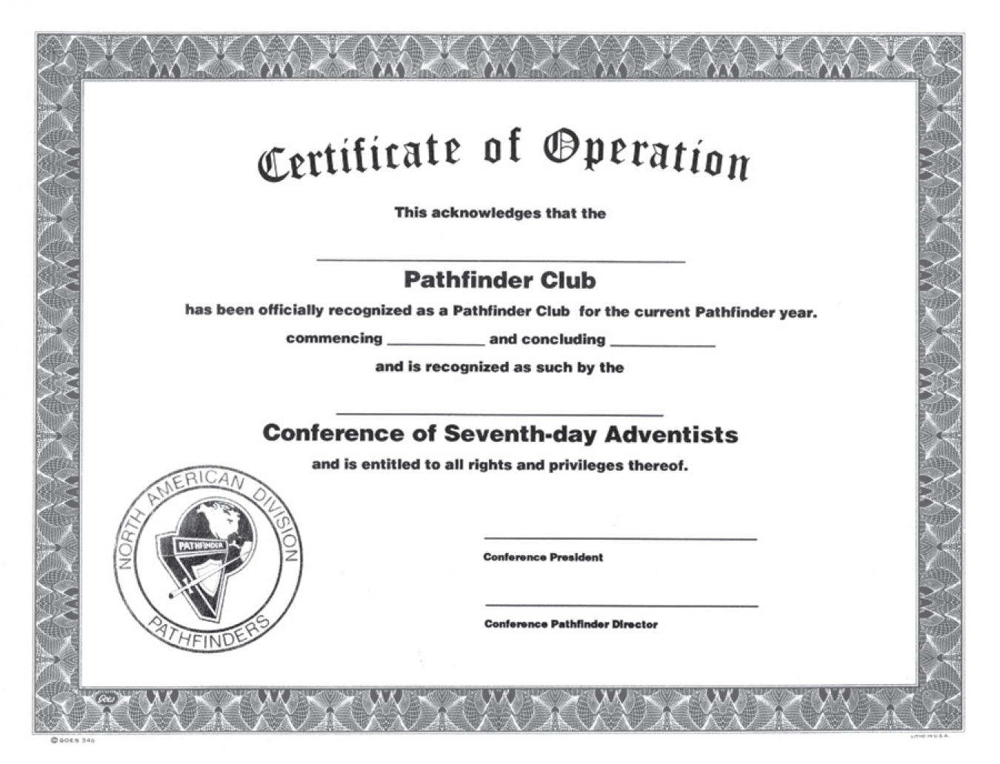 Certificate of Operation
This acknowledges that the
Pathfinder Club
has been officially recognized as a Pathfinder Club for the current Pathfinder year.
commencing __________ and concluding __________
and is recognized as such by the
Conference of Seventh-day Adventists
and is entitled to all rights and privileges thereof.
NORTH AMERICAN DIVISION
PATHFINDER
PATHFINDERS
Conference President
Conference Pathfinder Director
Goes
© GOES 346
LITHO IN U.S.A.